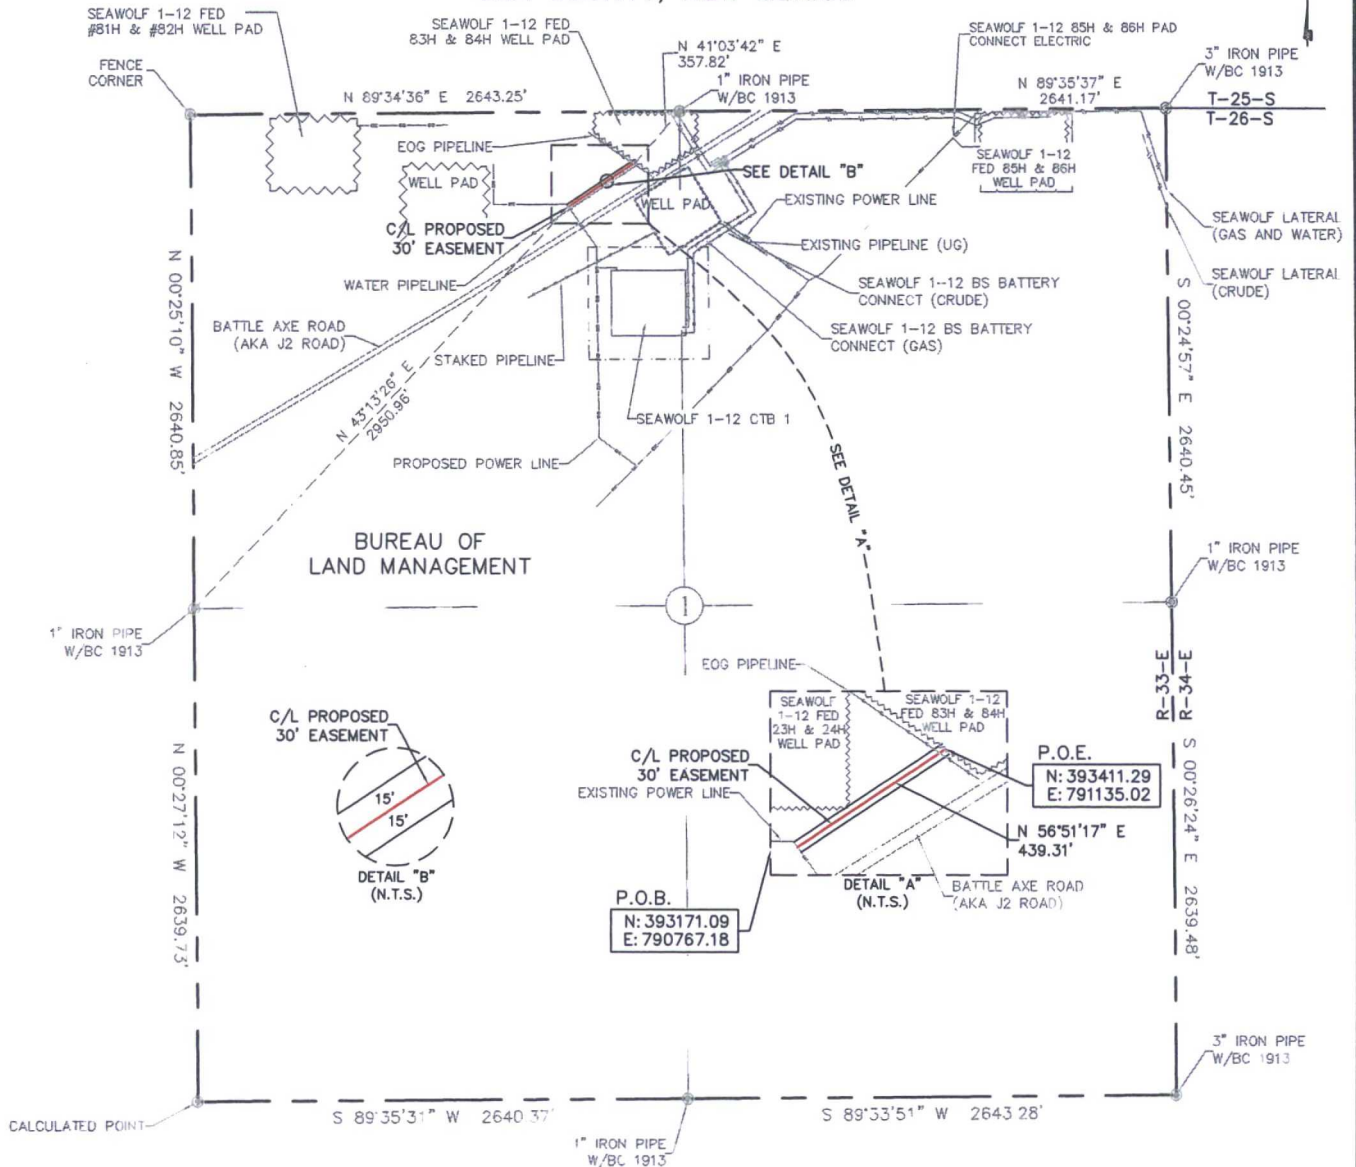 SEAWOLF 1-12 FED
#81H & #82H WELL PAD
SEAWOLF 1-12 FED
83H & 84H WELL PAD
N 41°03'42" E
357.82'
SEAWOLF 1-12 85H & 86H PAD
CONNECT ELECTRIC
FENCE
CORNER
1" IRON PIPE
W/BC 1913
3" IRON PIPE
W/BC 1913
N 89°34'36" E 2643.25'
N 89°35'37" E
2641.17'
T-25-S
T-26-S
EOG PIPELINE
WELL PAD
SEE DETAIL "B"
SEAWOLF 1-12
FED 85H & 86H
WELL PAD
WELL PAD
EXISTING POWER LINE
C/L PROPOSED
30' EASEMENT
EXISTING PIPELINE (UG)
SEAWOLF LATERAL
(GAS AND WATER)
WATER PIPELINE
SEAWOLF 1--12 BS BATTERY
CONNECT (CRUDE)
SEAWOLF LATERAL
(CRUDE)
BATTLE AXE ROAD
(AKA J2 ROAD)
SEAWOLF 1-12 BS BATTERY
CONNECT (GAS)
STAKED PIPELINE
N 00°25'10" W 2640.85'
N 43°13'26" E
2950.96'
S 00°24'57" E 2640.45'
SEAWOLF 1-12 CTB 1
PROPOSED POWER LINE
SEE DETAIL "A"
BUREAU OF
LAND MANAGEMENT
1" IRON PIPE
W/BC 1913
1
1" IRON PIPE
W/BC 1913
R-33-E
R-34-E
EOG PIPELINE
SEAWOLF
1-12 FED
23H & 24H
WELL PAD
SEAWOLF 1-12
FED 83H & 84H
WELL PAD
C/L PROPOSED
30' EASEMENT
C/L PROPOSED
30' EASEMENT
P.O.E.
N: 393411.29
E: 791135.02
EXISTING POWER LINE
15'
15'
N 56°51'17" E
439.31'
N 00°27'12" W 2639.73'
S 00°26'24" E 2639.48'
DETAIL "B"
(N.T.S.)
DETAIL "A"
(N.T.S.)
BATTLE AXE ROAD
(AKA J2 ROAD)
P.O.B.
N: 393171.09
E: 790767.18
3" IRON PIPE
W/BC 1913
CALCULATED POINT
S 89°35'31" W 2640.37'
S 89°33'51" W 2643.28'
1" IRON PIPE
W/BC 1913